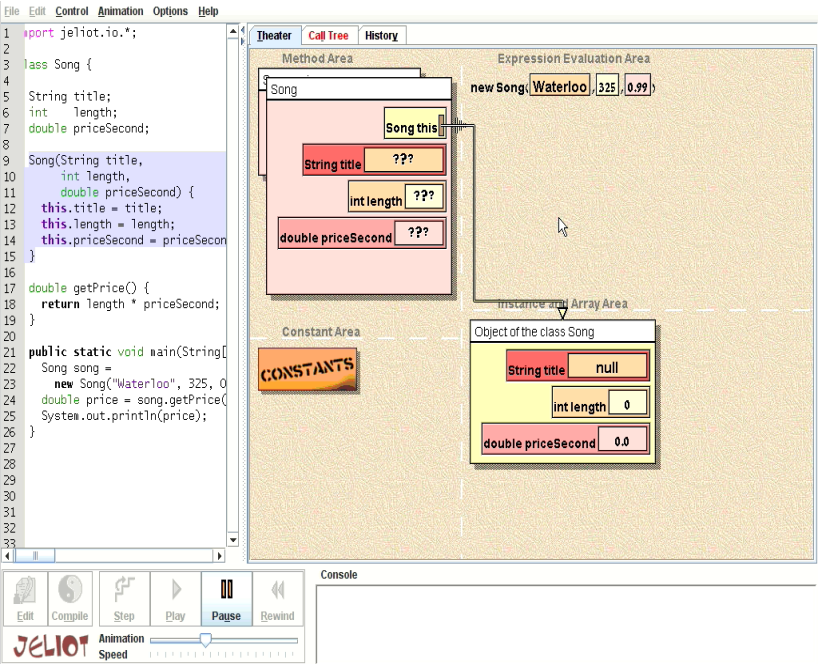 File Edit Control Animation Options Help
1 mport jeliot.io.*;
2
3 lass Song {
4
5 String title;
6 int length;
7 double priceSecond;
8
9 Song(String title,
10 int length,
11 double priceSecond) {
12 this.title = title;
13 this.length = length;
14 this.priceSecond = priceSecon
15 }
16
17 double getPrice() {
18 return length * priceSecond;
19 }
20
21 public static void main(String[
22 Song song =
23 new Song("Waterloo", 325, 0
24 double price = song.getPrice(
25 System.out.println(price);
26 }
27
28
29
30
31
32
33
Theater Call Tree History
Method Area
Song
Song this
String title ???
int length ???
double priceSecond ???
Expression Evaluation Area
new Song( Waterloo , 325 , 0.99 )
Constant Area
CONSTANTS
Instance and Array Area
Object of the class Song
String title null
int length 0
double priceSecond 0.0
Edit Compile Step Play Pause Rewind
JELIOT
Animation
Speed
Console